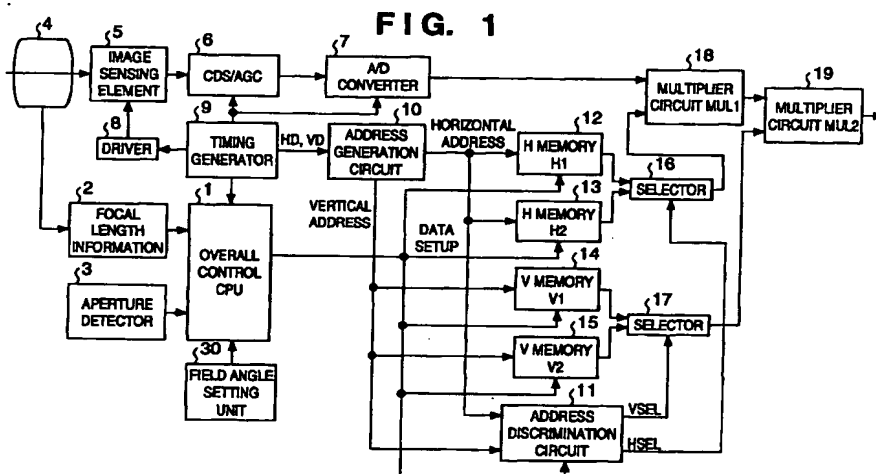 FIG. 1
4
5
IMAGE
SENSING
ELEMENT
6
CDS/AGC
7
A/D
CONVERTER
18
MULTIPLIER
CIRCUIT MUL1
19
MULTIPLIER
CIRCUIT MUL2
8
DRIVER
9
TIMING
GENERATOR
HD, VD
10
ADDRESS
GENERATION
CIRCUIT
HORIZONTAL
ADDRESS
12
H MEMORY
H1
16
SELECTOR
13
H MEMORY
H2
2
FOCAL
LENGTH
INFORMATION
1
OVERALL
CONTROL
CPU
VERTICAL
ADDRESS
DATA
SETUP
14
V MEMORY
V1
17
SELECTOR
3
APERTURE
DETECTOR
15
V MEMORY
V2
30
FIELD ANGLE
SETTING
UNIT
11
ADDRESS
DISCRIMINATION
CIRCUIT
VSEL
HSEL